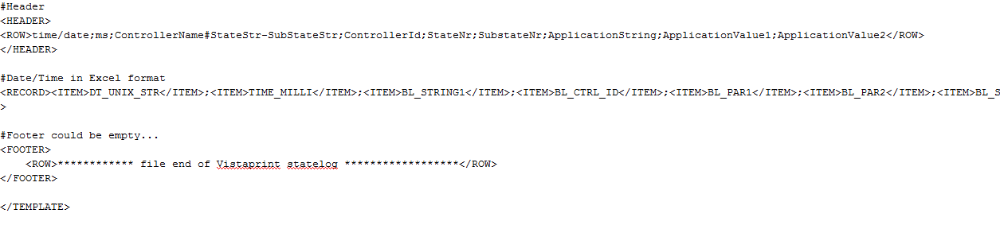 #Header
<HEADER>
<ROW>time/date;ms;ControllerName#StateStr-SubStateStr;ControllerId;StateNr;SubstateNr;ApplicationString;ApplicationValue1;ApplicationValue2</ROW>
</HEADER>
#Date/Time in Excel format
<RECORD><ITEM>DT_UNIX_STR</ITEM>;<ITEM>TIME_MILLI</ITEM>;<ITEM>BL_STRING1</ITEM>;<ITEM>BL_CTRL_ID</ITEM>;<ITEM>BL_PAR1</ITEM>;<ITEM>BL_PAR2</ITEM>;<ITEM>BL_S
>
#Footer could be empty...
<FOOTER>
<ROW>************ file end of Vistaprint statelog ******************</ROW>
</FOOTER>
</TEMPLATE>